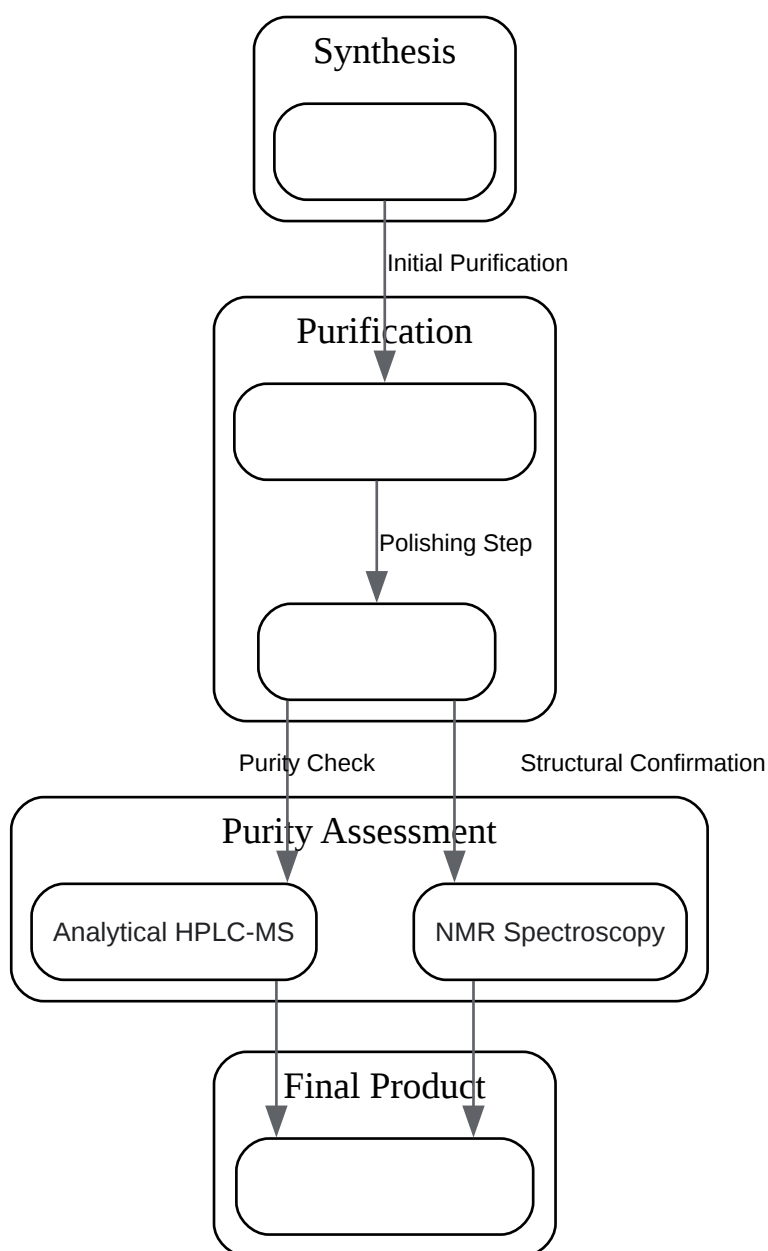 Synthesis
Initial Purification
Purification
Polishing Step
Purity Check
Structural Confirmation
Purity Assessment
Analytical HPLC-MS
NMR Spectroscopy
Final Product